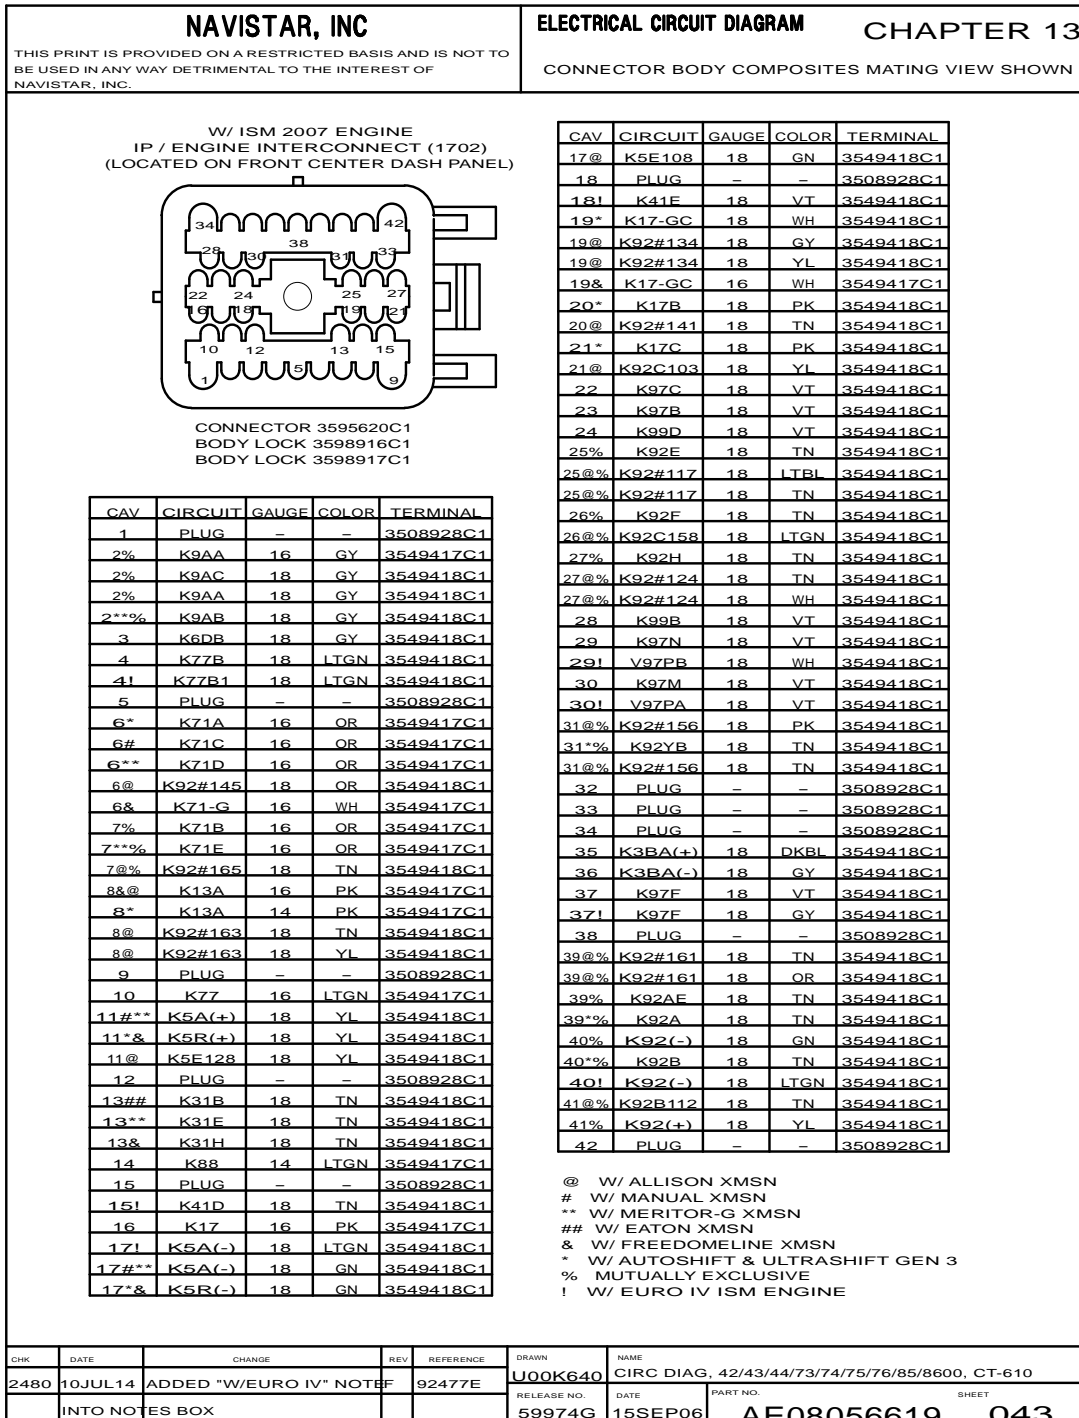 NAVISTAR, INC
THIS PRINT IS PROVIDED ON A RESTRICTED BASIS AND IS NOT TO
BE USED IN ANY WAY DETRIMENTAL TO THE INTEREST OF
NAVISTAR, INC.
ELECTRICAL CIRCUIT DIAGRAM CHAPTER 13
CONNECTOR BODY COMPOSITES MATING VIEW SHOWN
W/ ISM 2007 ENGINE
IP / ENGINE INTERCONNECT (1702)
(LOCATED ON FRONT CENTER DASH PANEL)
34 42
38
28 30 31 33
22 24 25 27
16 18 19 21
10 12 13 15
1 5 9
CONNECTOR 3595620C1
BODY LOCK 3598916C1
BODY LOCK 3598917C1
CAV CIRCUIT GAUGE COLOR TERMINAL
1 PLUG – – 3508928C1
2% K9AA 16 GY 3549417C1
2% K9AC 18 GY 3549418C1
2% K9AA 18 GY 3549418C1
2**% K9AB 18 GY 3549418C1
3 K6DB 18 GY 3549418C1
4 K77B 18 LTGN 3549418C1
4! K77B1 18 LTGN 3549418C1
5 PLUG – – 3508928C1
6* K71A 16 OR 3549417C1
6# K71C 16 OR 3549417C1
6** K71D 16 OR 3549417C1
6@ K92#145 18 OR 3549418C1
6& K71-G 16 WH 3549417C1
7% K71B 16 OR 3549417C1
7**% K71E 16 OR 3549417C1
7@% K92#165 18 TN 3549418C1
8&@ K13A 16 PK 3549417C1
8* K13A 14 PK 3549417C1
8@ K92#163 18 TN 3549418C1
8@ K92#163 18 YL 3549418C1
9 PLUG – – 3508928C1
10 K77 16 LTGN 3549417C1
11#** K5A(+) 18 YL 3549418C1
11*& K5R(+) 18 YL 3549418C1
11@ K5E128 18 YL 3549418C1
12 PLUG – – 3508928C1
13## K31B 18 TN 3549418C1
13** K31E 18 TN 3549418C1
13& K31H 18 TN 3549418C1
14 K88 14 LTGN 3549417C1
15 PLUG – – 3508928C1
15! K41D 18 TN 3549418C1
16 K17 16 PK 3549417C1
17! K5A(-) 18 LTGN 3549418C1
17#** K5A(-) 18 GN 3549418C1
17*& K5R(-) 18 GN 3549418C1
CAV CIRCUIT GAUGE COLOR TERMINAL
17@ K5E108 18 GN 3549418C1
18 PLUG – – 3508928C1
18! K41E 18 VT 3549418C1
19* K17-GC 18 WH 3549418C1
19@ K92#134 18 GY 3549418C1
19@ K92#134 18 YL 3549418C1
19& K17-GC 16 WH 3549417C1
20* K17B 18 PK 3549418C1
20@ K92#141 18 TN 3549418C1
21* K17C 18 PK 3549418C1
21@ K92C103 18 YL 3549418C1
22 K97C 18 VT 3549418C1
23 K97B 18 VT 3549418C1
24 K99D 18 VT 3549418C1
25% K92E 18 TN 3549418C1
25@% K92#117 18 LTBL 3549418C1
25@% K92#117 18 TN 3549418C1
26% K92F 18 TN 3549418C1
26@% K92C158 18 LTGN 3549418C1
27% K92H 18 TN 3549418C1
27@% K92#124 18 TN 3549418C1
27@% K92#124 18 WH 3549418C1
28 K99B 18 VT 3549418C1
29 K97N 18 VT 3549418C1
29! V97PB 18 WH 3549418C1
30 K97M 18 VT 3549418C1
30! V97PA 18 VT 3549418C1
31@% K92#156 18 PK 3549418C1
31*% K92YB 18 TN 3549418C1
31@% K92#156 18 TN 3549418C1
32 PLUG – – 3508928C1
33 PLUG – – 3508928C1
34 PLUG – – 3508928C1
35 K3BA(+) 18 DKBL 3549418C1
36 K3BA(-) 18 GY 3549418C1
37 K97F 18 VT 3549418C1
37! K97F 18 GY 3549418C1
38 PLUG – – 3508928C1
39@% K92#161 18 TN 3549418C1
39@% K92#161 18 OR 3549418C1
39% K92AE 18 TN 3549418C1
39*% K92A 18 TN 3549418C1
40% K92(-) 18 GN 3549418C1
40*% K92B 18 TN 3549418C1
40! K92(-) 18 LTGN 3549418C1
41@% K92B112 18 TN 3549418C1
41% K92(+) 18 YL 3549418C1
42 PLUG – – 3508928C1
@ W/ ALLISON XMSN
# W/ MANUAL XMSN
** W/ MERITOR-G XMSN
## W/ EATON XMSN
& W/ FREEDOMELINE XMSN
* W/ AUTOSHIFT & ULTRASHIFT GEN 3
% MUTUALLY EXCLUSIVE
! W/ EURO IV ISM ENGINE
CHK DATE CHANGE REV REFERENCE
2480 10JUL14 ADDED "W/EURO IV" NOTE F 92477E
INTO NOTES BOX
DRAWN NAME
U00K640 CIRC DIAG, 42/43/44/73/74/75/76/85/8600, CT-610
RELEASE NO. DATE PART NO. SHEET
59974G 15SEP06 AE08056619 043